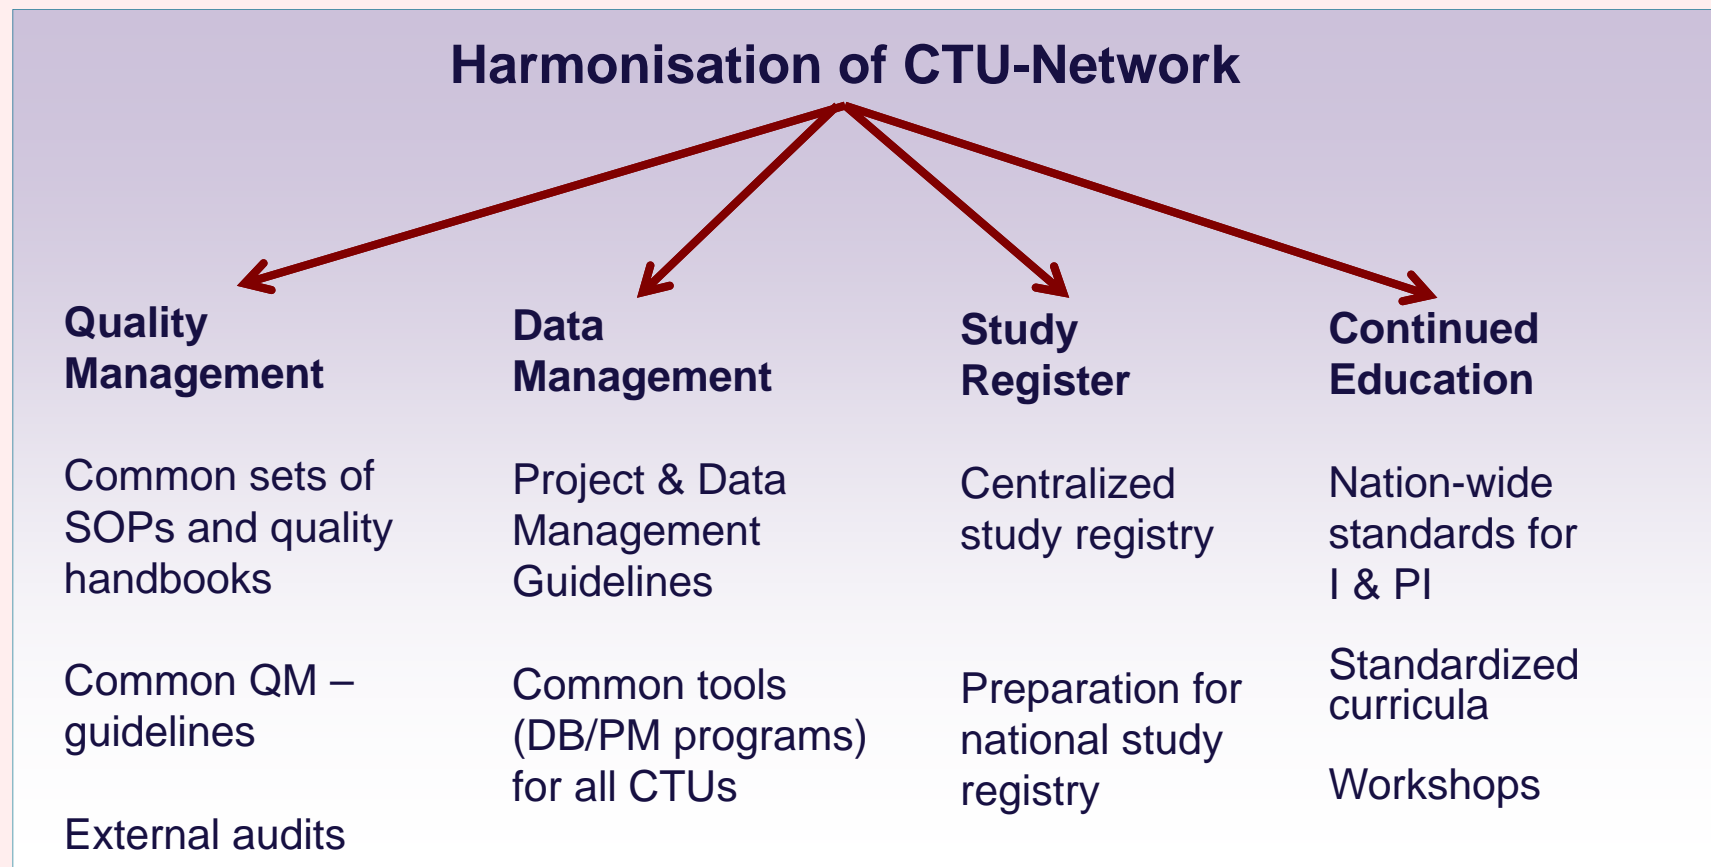 Harmonisation of CTU-Network
Quality
Management
Common sets of
SOPs and quality
handbooks
Common QM –
guidelines
External audits
Data
Management
Project & Data
Management
Guidelines
Common tools
(DB/PM programs)
for all CTUs
Study
Register
Centralized
study registry
Preparation for
national study
registry
Continued
Education
Nation-wide
standards for
I & PI
Standardized
curricula
Workshops